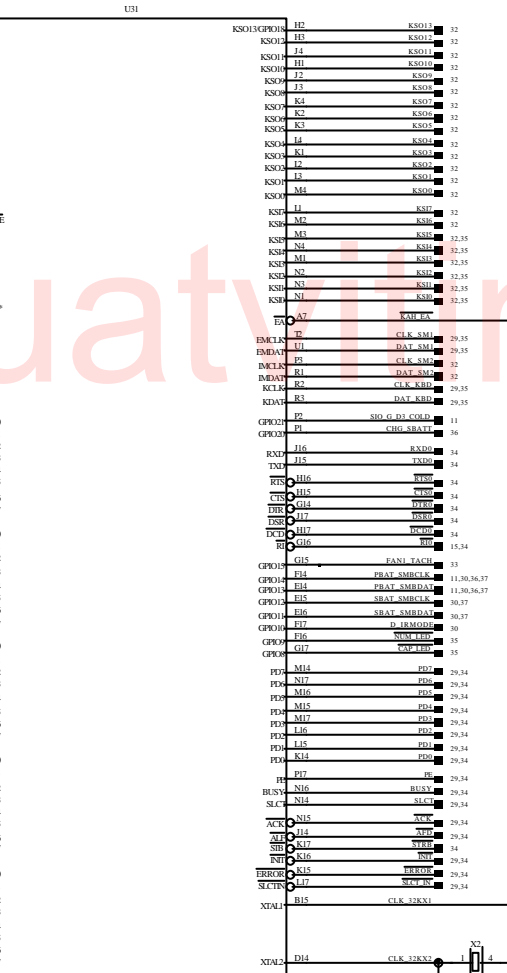 U31
KSO13/GPIO18 H2 KSO13 32
KSO12 H3 KSO12 32
KSO11 J4 KSO11 32
KSO10 H1 KSO10 32
KSO9 J2 KSO9 32
KSO8 J3 KSO8 32
KSO7 K4 KSO7 32
KSO6 K2 KSO6 32
KSO5 K3 KSO5 32
KSO4 L4 KSO4 32
KSO3 K1 KSO3 32
KSO2 L2 KSO2 32
KSO1 L3 KSO1 32
KSO0 M4 KSO0 32
KSI7 L1 KSI7 32
KSI6 M2 KSI6 32
KSI5 M3 KSI5 32,35
KSI4 N4 KSI4 32,35
KSI3 M1 KSI3 32,35
KSI2 N2 KSI2 32,35
KSI1 N3 KSI1 32,35
KSI0 N1 KSI0 32,35
EA A7 KAH_EA
EMCLK T2 CLK_SM1 29,35
EMDAT U1 DAT_SM1 29,35
IMCLK P3 CLK_SM2 32
IMDAT R1 DAT_SM2 32
KCLK R2 CLK_KBD 29,35
KDAT R3 DAT_KBD 29,35
GPIO21 P2 SIO_G_D3_COLD 11
GPIO20 P1 CHG_SBATT 36
RXD J16 RXD0 34
TXD J15 TXD0 34
RTS H16 RTS0 34
CTS H15 CTS0 34
DTR G14 DTR0 34
DSR J17 DSR0 34
DCD H17 DCD0 34
RI G16 RI0 15,34
GPIO15 G15 FAN1_TACH 33
GPIO14 F14 PBAT_SMBCLK 11,30,36,37
GPIO13 E14 PBAT_SMBDAT 11,30,36,37
GPIO12 E15 SBAT_SMBCLK 30,37
GPIO11 E16 SBAT_SMBDAT 30,37
GPIO10 F17 D_IRMODE 30
GPIO9 F16 NUM_LED 35
GPIO8 G17 CAP_LED 35
PD7 M14 PD7 29,34
PD6 N17 PD6 29,34
PD5 M16 PD5 29,34
PD4 M15 PD4 29,34
PD3 M17 PD3 29,34
PD2 L16 PD2 29,34
PD1 L15 PD1 29,34
PD0 K14 PD0 29,34
PE P17 PE 29,34
BUSY N16 BUSY 29,34
SLCT N14 SLCT 29,34
ACK N15 ACK 29,34
ALF J14 AFD 29,34
STB K17 STRB 34
INIT K16 INIT 29,34
ERROR K15 ERROR 29,34
SLCTIN L17 SLCT_IN 29,34
XTAL1 B15 CLK_32KX1
X2
XTAL2 D14 CLK_32KX2 1 4